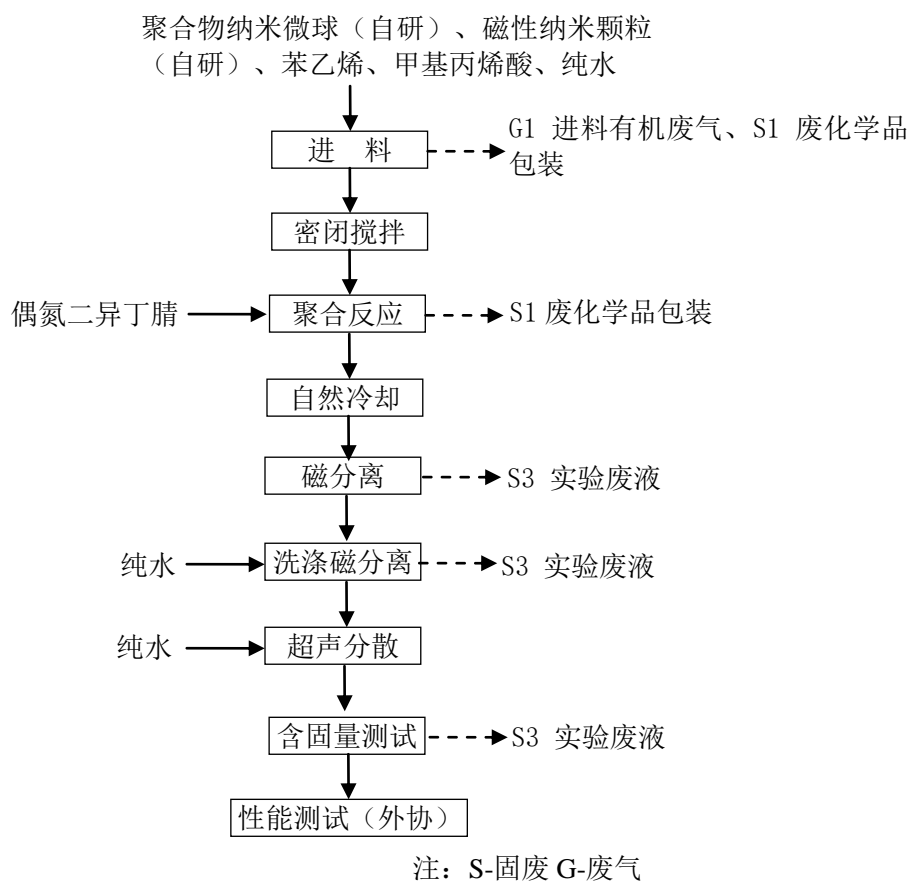 聚合物纳米微球（自研）、磁性纳米颗粒
（自研）、苯乙烯、甲基丙烯酸、纯水
进 料
G1 进料有机废气、S1 废化学品
包装
密闭搅拌
偶氮二异丁腈
聚合反应
S1 废化学品包装
自然冷却
磁分离
S3 实验废液
纯水
洗涤磁分离
S3 实验废液
纯水
超声分散
含固量测试
S3 实验废液
性能测试（外协）
注：S-固废 G-废气